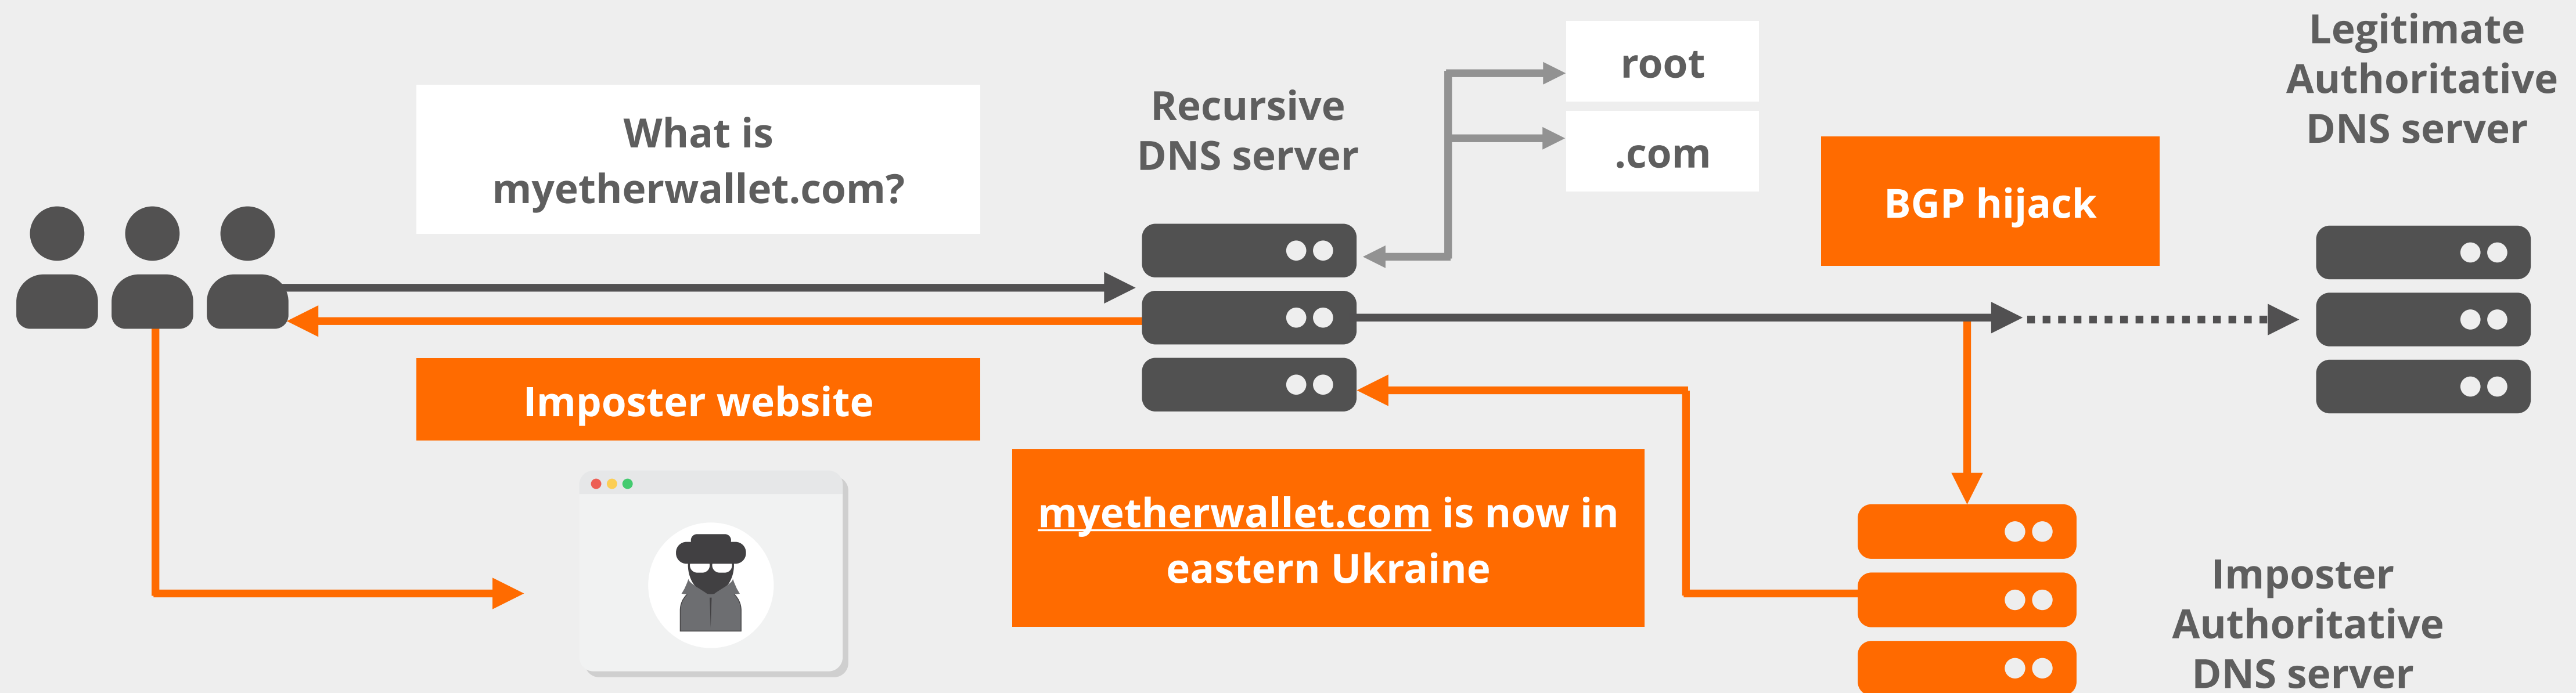 What is
myetherwallet.com?
Recursive
DNS server
root
.com
BGP hijack
Legitimate
Authoritative
DNS server
Imposter website
myetherwallet.com is now in
eastern Ukraine
Imposter
Authoritative
DNS server